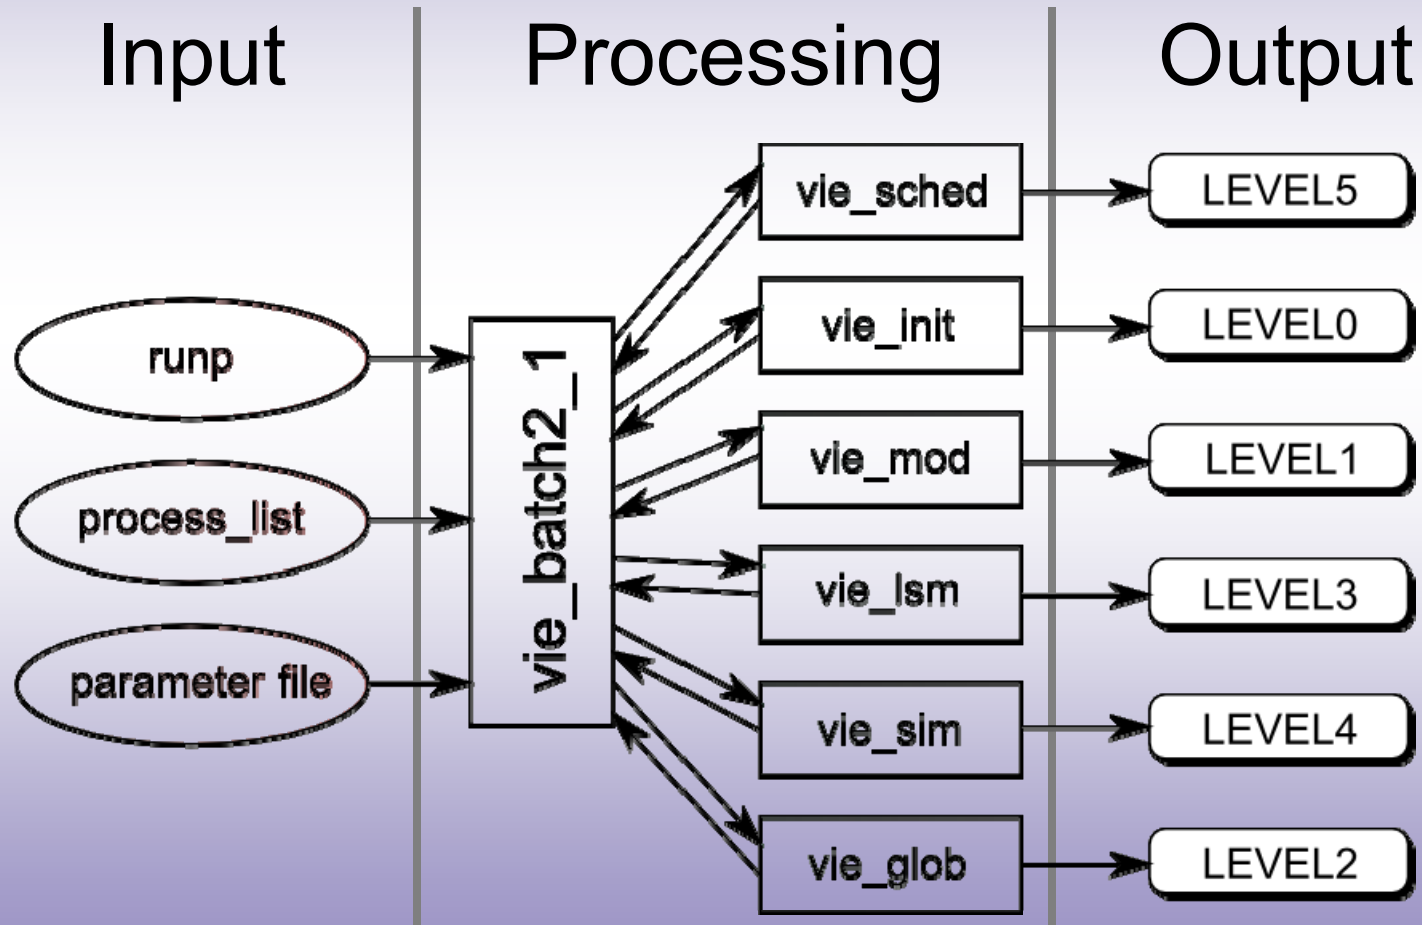 Input
Processing
Output
runp
process_list
parameter file
vie_batch2_1
vie_sched
vie_init
vie_mod
vie_lsm
vie_sim
vie_glob
LEVEL5
LEVEL0
LEVEL1
LEVEL3
LEVEL4
LEVEL2